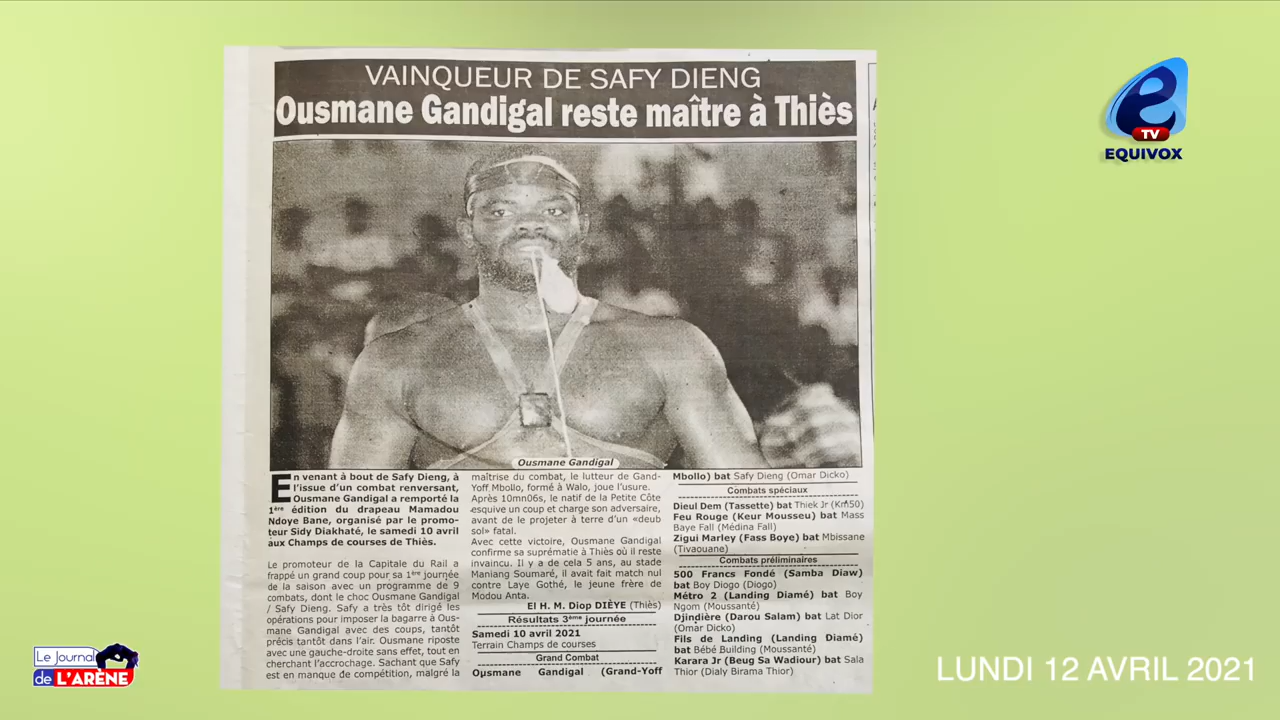 VAINQUEUR DE SAFY DIENG
Ousmane Gandigal reste maître à Thiès
e
TV
EQUIVOX
Ousmane Gandigal
En venant à bout de Safy Dieng, à
l'issue d'un combat renversant,
Ousmane Gandigal a remporté la
1ère édition du drapeau Mamadou
Ndoye Bane, organisé par le promo-
teur Sidy Diakhaté, le samedi 10 avril
aux Champs de courses de Thiès.
Le promoteur de la Capitale du Rail a
frappé un grand coup pour sa 1ère journée
de la saison avec un programme de 9
combats, dont le choc Ousmane Gandigal
/ Safy Dieng. Safy a très tôt dirigé les
opérations pour imposer la bagarre à Ous-
mane Gandigal avec des coups, tantôt
précis tantôt dans l'air. Ousmane riposte
avec une gauche-droite sans effet, tout en
cherchant l'accrochage. Sachant que Safy
est en manque de compétition, malgré la
maîtrise du combat, le lutteur de Gand-
Yoff Mbollo, formé à Walo, joue l'usure.
Après 10mn06s, le natif de la Petite Côte
esquive un coup et charge son adversaire,
avant de le projeter à terre d'un «deub
sol» fatal.
Avec cette victoire, Ousmane Gandigal
confirme sa suprématie à Thiès où il reste
invaincu. Il y a de cela 5 ans, au stade
Maniang Soumaré, il avait fait match nul
contre Laye Gothé, le jeune frère de
Modou Anta.
El H. M. Diop DIÈYE (Thiès)
Résultats 3ème journée
Samedi 10 avril 2021
Terrain Champs de courses
Grand Combat
Ousmane Gandigal (Grand-Yoff
Mbollo) bat Safy Dieng (Omar Dicko)
Combats spéciaux
Dieul Dem (Tassette) bat Thiek Jr (Km50)
Feu Rouge (Keur Mousseu) bat Mass
Baye Fall (Médina Fall)
Zigui Marley (Fass Boye) bat Mbissane
(Tivaouane)
Combats préliminaires
500 Francs Fondé (Samba Diaw)
bat Boy Diogo (Diogo)
Métro 2 (Landing Diamé) bat Boy
Ngom (Moussanté)
Djindière (Darou Salam) bat Lat Dior
(Omar Dicko)
Fils de Landing (Landing Diamé)
bat Bébé Building (Moussanté)
Karara Jr (Beug Sa Wadiour) bat Sala
Thior (Dialy Birama Thior)
Le Journal
de L'ARÈNE
LUNDI 12 AVRIL 2021